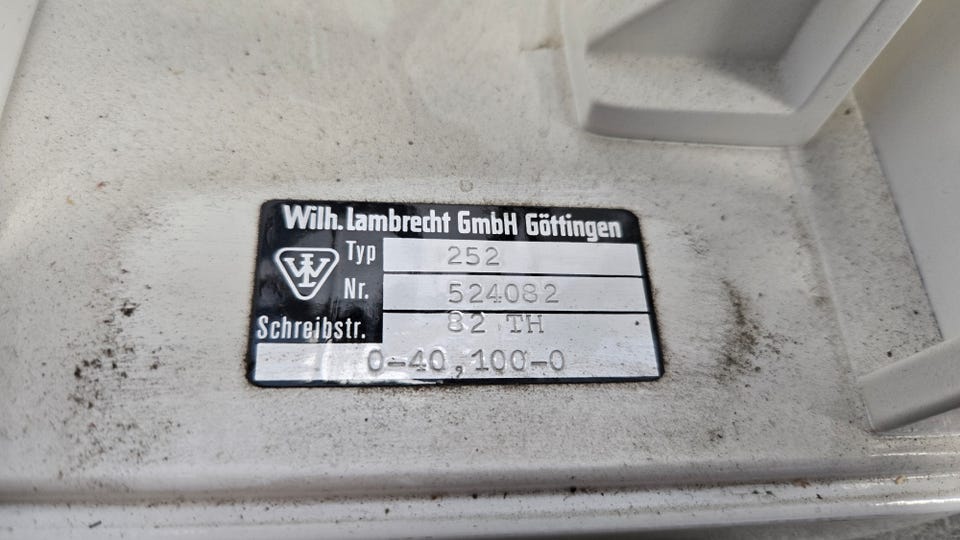 Wilh. Lambrecht GmbH Göttingen
Typ 252
Nr. 524082
Schreibstr. 82 TH
0-40,100-0